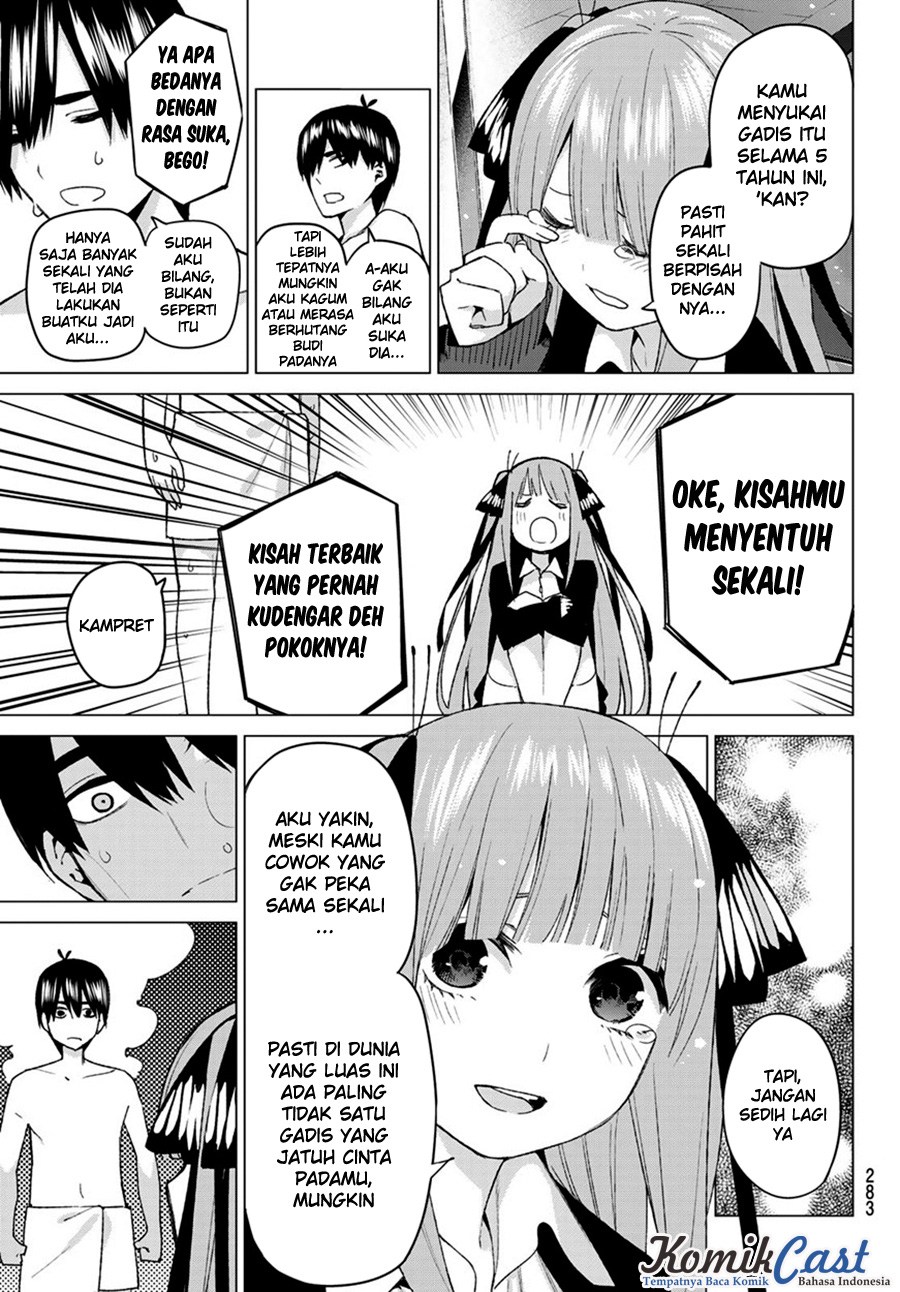 KAMU
MENYUKAI
GADIS ITU
SELAMA 5
TAHUN INI,
'KAN?
PASTI
PAHIT
SEKALI
BERPISAH
DENGAN
NYA...
A-AKU
GAK
BILANG
AKU
SUKA
DIA...
TAPI
LEBIH
TEPATNYA
MUNGKIN
AKU KAGUM
ATAU MERASA
BERHUTANG
BUDI
PADANYA
YA APA
BEDANYA
DENGAN
RASA SUKA,
BEGO!
SUDAH
AKU
BILANG,
BUKAN
SEPERTI
ITU
HANYA
SAJA BANYAK
SEKALI YANG
TELAH DIA
LAKUKAN
BUATKU JADI
AKU...
OKE, KISAHMU
MENYENTUH
SEKALI!
KISAH TERBAIK
YANG PERNAH
KUDENGAR DEH
POKOKNYA!
KAMPRET
TAPI,
JANGAN
SEDIH LAGI
YA
AKU YAKIN,
MESKI KAMU
COWOK YANG
GAK PEKA
SAMA SEKALI
...
PASTI DI DUNIA
YANG LUAS INI
ADA PALING
TIDAK SATU
GADIS YANG
JATUH CINTA
PADAMU,
MUNGKIN
283
KomikCast
Tempatnya Baca Komik Bahasa Indonesia